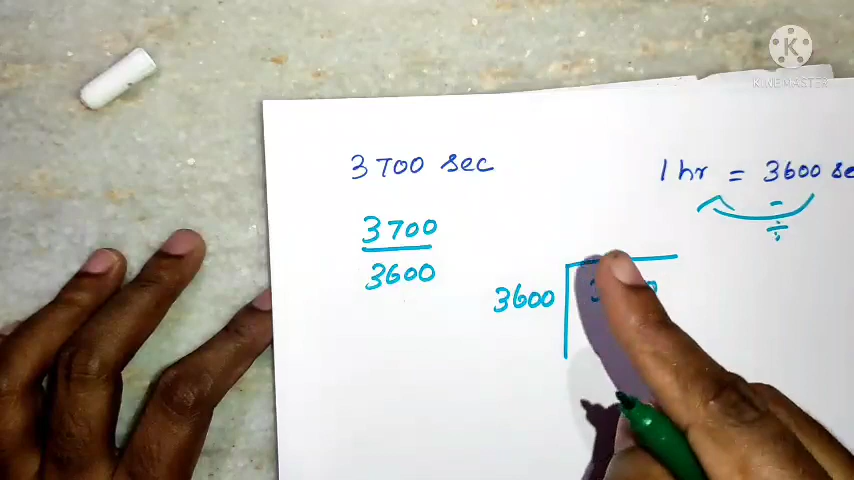 K
KINEMASTER
3700 sec
1 hr = 3600 se
3700
3600
÷
3600